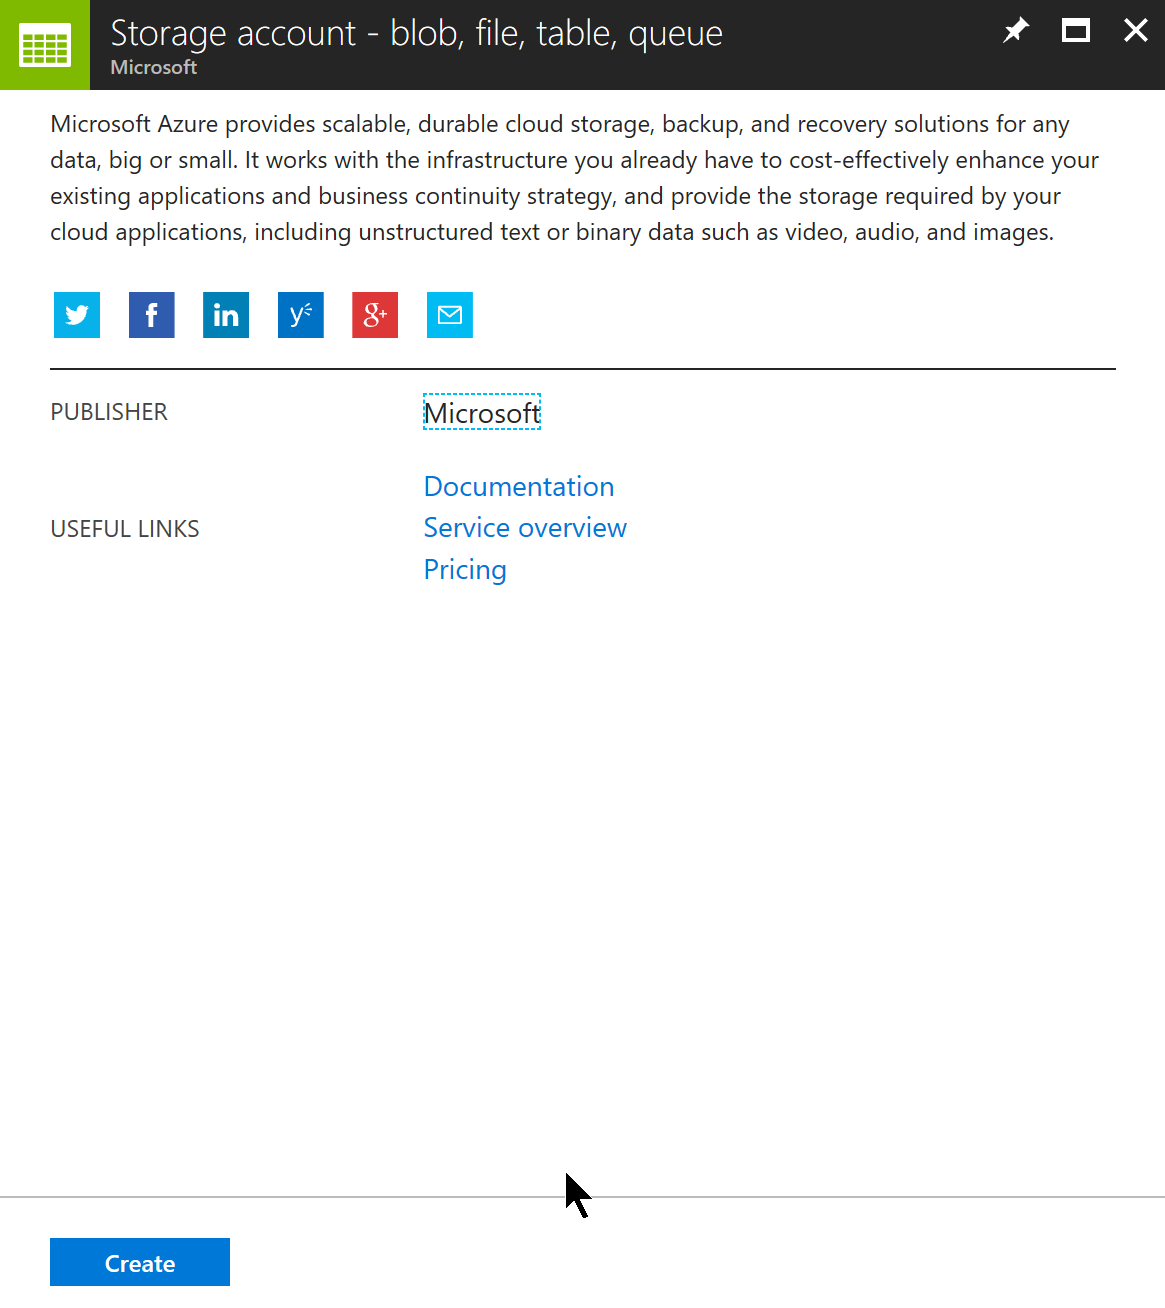 Storage account - blob, file, table, queue
Microsoft
Microsoft Azure provides scalable, durable cloud storage, backup, and recovery solutions for any
data, big or small. It works with the infrastructure you already have to cost-effectively enhance your
existing applications and business continuity strategy, and provide the storage required by your
cloud applications, including unstructured text or binary data such as video, audio, and images.
f in y g+
PUBLISHER Microsoft
Documentation
USEFUL LINKS Service overview
Pricing
Create